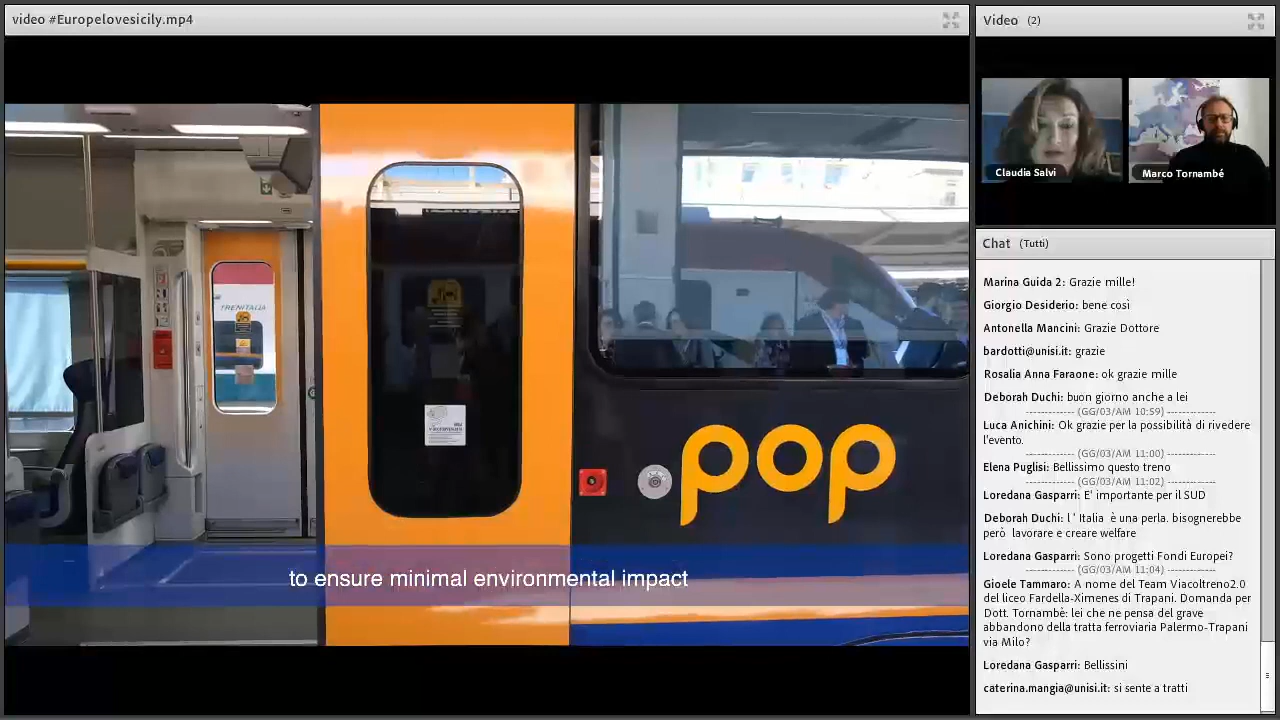 video #Europelovesicily.mp4
TRENITALIA
pop
to ensure minimal environmental impact
Video (2)
Claudia Salvi
Marco Tornambé
Chat (Tutti)
Marina Guida 2: Grazie mille!
Giorgio Desiderio: bene cosi
Antonella Mancini: Grazie Dottore
bardotti@unisi.it: grazie
Rosalia Anna Faraone: ok grazie mille
Deborah Duchi: buon giorno anche a lei
------------ (GG/03/AM 10:59) ------------
Luca Anichini: Ok grazie per la possibilità di rivedere
l'evento.
------------ (GG/03/AM 11:00) ------------
Elena Puglisi: Bellissimo questo treno
------------ (GG/03/AM 11:02) ------------
Loredana Gasparri: E' importante per il SUD
Deborah Duchi: l ' Italia è una perla. bisognerebbe
però lavorare e creare welfare
Loredana Gasparri: Sono progetti Fondi Europei?
------------ (GG/03/AM 11:04) ------------
Gioele Tammaro: A nome del Team Viacoltreno2.0
del liceo Fardella-Ximenes di Trapani. Domanda per
Dott. Tornambè: lei che ne pensa del grave
abbandono della tratta ferroviaria Palermo-Trapani
via Milo?
Loredana Gasparri: Bellissini
caterina.mangia@unisi.it: si sente a tratti